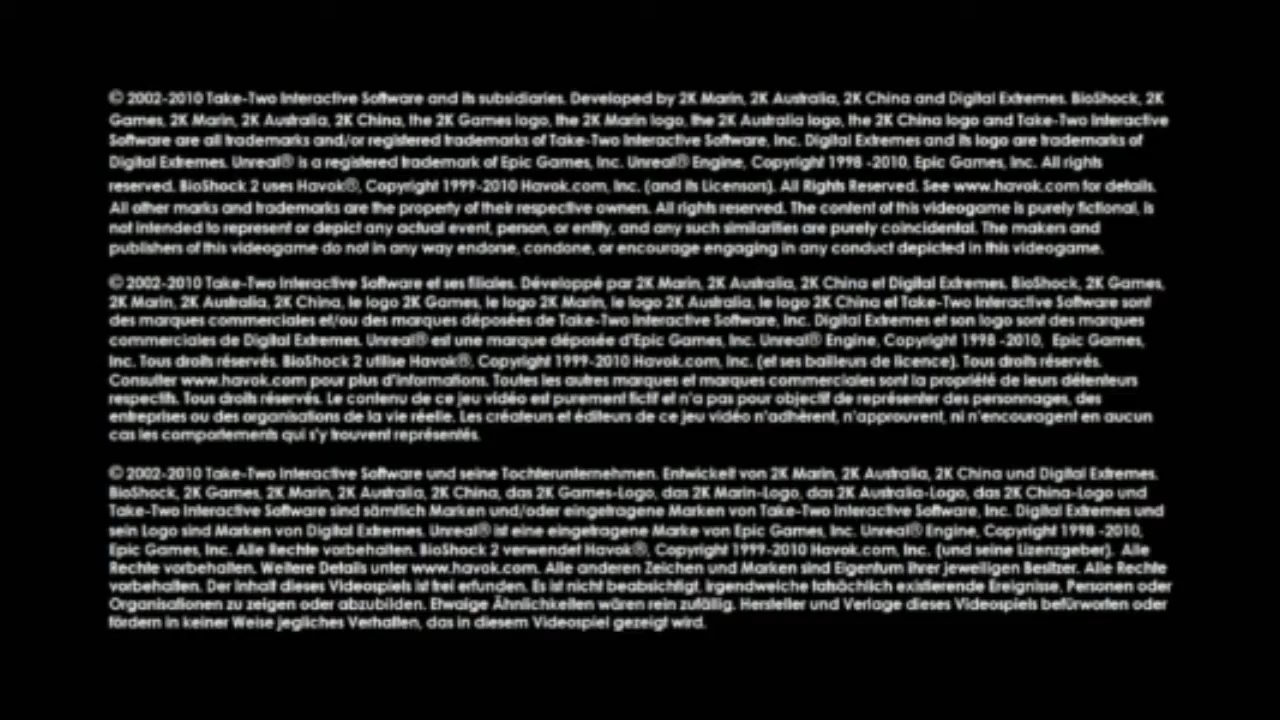 © 2002-2010 Take-Two Interactive Software and its subsidiaries. Developed by 2K Marin, 2K Australia, 2K China and Digital Extremes. BioShock, 2K
Games, 2K Marin, 2K Australia, 2K China, the 2K Games logo, the 2K Marin logo, the 2K Australia logo, the 2K China logo and Take-Two Interactive
Software are all trademarks and/or registered trademarks of Take-Two Interactive Software, Inc. Digital Extremes and its logo are trademarks of
Digital Extremes. Unreal® is a registered trademark of Epic Games, Inc. Unreal® Engine, Copyright 1998 -2010, Epic Games, Inc. All rights
reserved. BioShock 2 uses Havok®, Copyright 1999-2010 Havok.com, Inc. (and its Licensors). All Rights Reserved. See www.havok.com for details.
All other marks and trademarks are the property of their respective owners. All rights reserved. The content of this videogame is purely fictional, is
not intended to represent or depict any actual event, person, or entity, and any such similarities are purely coincidental. The makers and
publishers of this videogame do not in any way endorse, condone, or encourage engaging in any conduct depicted in this videogame.
© 2002-2010 Take-Two Interactive Software et ses filiales. Développé par 2K Marin, 2K Australia, 2K China et Digital Extremes. BioShock, 2K Games,
2K Marin, 2K Australia, 2K China, le logo 2K Games, le logo 2K Marin, le logo 2K Australia, le logo 2K China et Take-Two Interactive Software sont
des marques commerciales et/ou des marques déposées de Take-Two Interactive Software, Inc. Digital Extremes et son logo sont des marques
commerciales de Digital Extremes. Unreal® est une marque déposée d'Epic Games, Inc. Unreal® Engine, Copyright 1998 -2010, Epic Games,
Inc. Tous droits réservés. BioShock 2 utilise Havok®, Copyright 1999-2010 Havok.com, Inc. (et ses bailleurs de licence). Tous droits réservés.
Consulter www.havok.com pour plus d'informations. Toutes les autres marques et marques commerciales sont la propriété de leurs détenteurs
respectifs. Tous droits réservés. Le contenu de ce jeu vidéo est purement fictif et n'a pas pour objectif de représenter des personnages, des
entreprises ou des organisations de la vie réelle. Les créateurs et éditeurs de ce jeu vidéo n'adhèrent, n'approuvent, ni n'encouragent en aucun
cas les comportements qui s'y trouvent représentés.
© 2002-2010 Take-Two Interactive Software und seine Tochterunternehmen. Entwickelt von 2K Marin, 2K Australia, 2K China und Digital Extremes.
BioShock, 2K Games, 2K Marin, 2K Australia, 2K China, das 2K Games-Logo, das 2K Marin-Logo, das 2K Australia-Logo, das 2K China-Logo und
Take-Two Interactive Software sind sämtlich Marken und/oder eingetragene Marken von Take-Two Interactive Software, Inc. Digital Extremes und
sein Logo sind Marken von Digital Extremes. Unreal® ist eine eingetragene Marke von Epic Games, Inc. Unreal® Engine, Copyright 1998 -2010,
Epic Games, Inc. Alle Rechte vorbehalten. BioShock 2 verwendet Havok®, Copyright 1999-2010 Havok.com, Inc. (und seine Lizenzgeber). Alle
Rechte vorbehalten. Weitere Details unter www.havok.com. Alle anderen Zeichen und Marken sind Eigentum ihrer jeweiligen Besitzer. Alle Rechte
vorbehalten. Der Inhalt dieses Videospiels ist frei erfunden. Es ist nicht beabsichtigt, irgendwelche tatsächlich existierende Ereignisse, Personen oder
Organisationen zu zeigen oder abzubilden. Etwaige Ähnlichkeiten wären rein zufällig. Hersteller und Verlage dieses Videospiels befürworten oder
fördern in keiner Weise jegliches Verhalten, das in diesem Videospiel gezeigt wird.